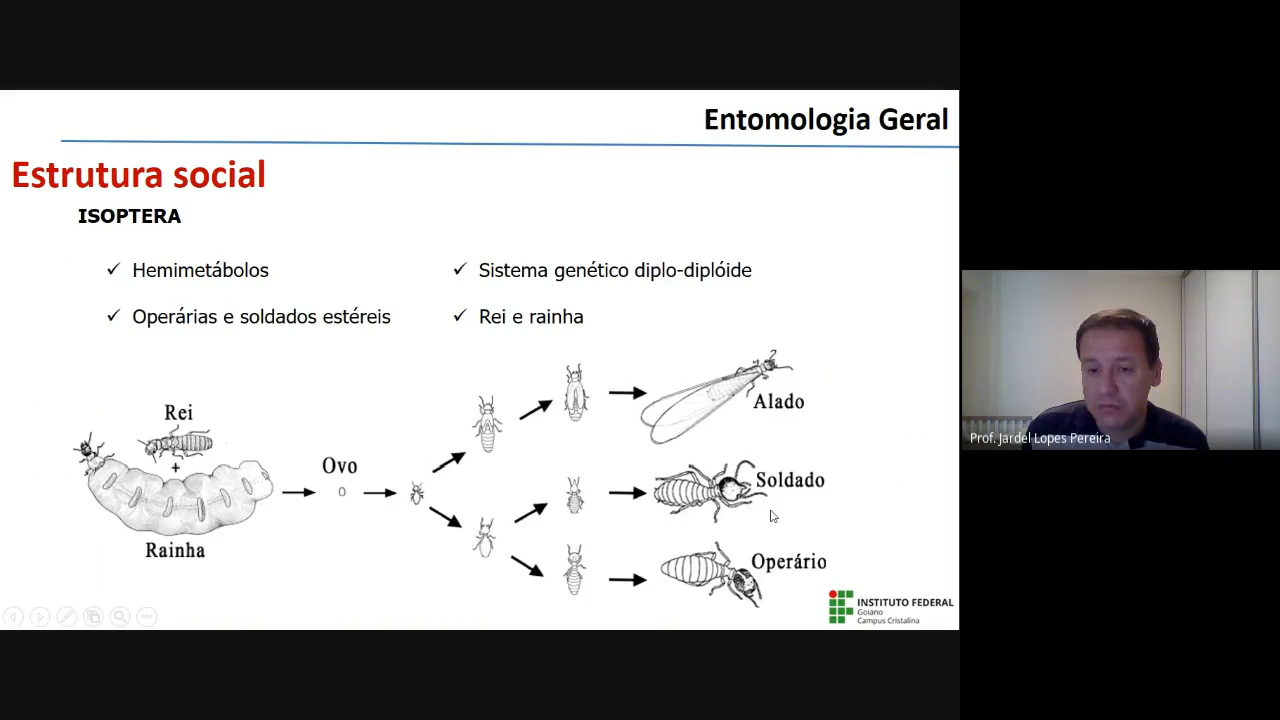 Entomologia Geral
Estrutura social
ISOPTERA
✓ Hemimetábolos
✓ Sistema genético diplo-diplóide
✓ Operárias e soldados estéreis
✓ Rei e rainha
Rei
+
Rainha
Ovo
Alado
Soldado
Operário
INSTITUTO FEDERAL
Goiano
Campus Cristalina
Prof. Jardel Lopes Pereira